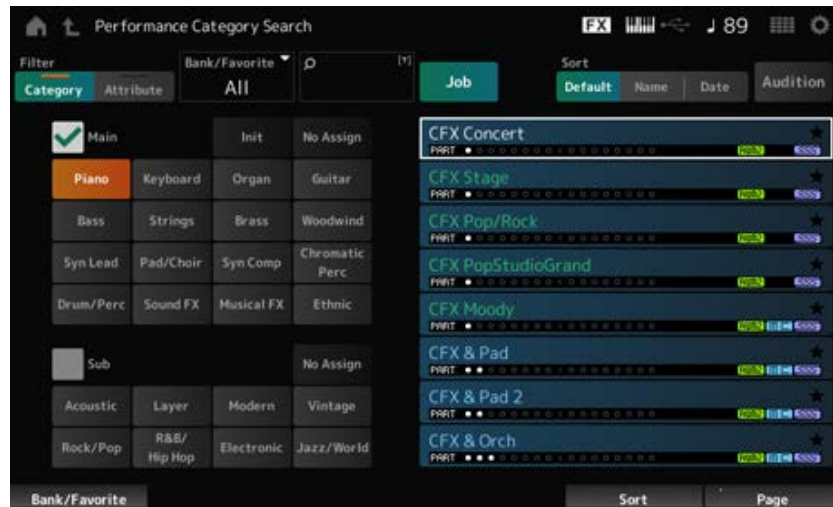 Performance Category Search
FX
♩ 89
Filter
Category
Attribute
Bank/Favorite
All
Job
Sort
Default
Name
Date
Audition
Main
Init
No Assign
Piano
Keyboard
Organ
Guitar
Bass
Strings
Brass
Woodwind
Syn Lead
Pad/Choir
Syn Comp
Chromatic
Perc
Drum/Perc
Sound FX
Musical FX
Ethnic
Sub
No Assign
Acoustic
Layer
Modern
Vintage
Rock/Pop
R&B/
Hip Hop
Electronic
Jazz/World
CFX Concert
PART
CFX Stage
PART
CFX Pop/Rock
PART
CFX PopStudioGrand
PART
CFX Moody
PART
CFX & Pad
PART
CFX & Pad 2
PART
CFX & Orch
PART
Bank/Favorite
Sort
Page